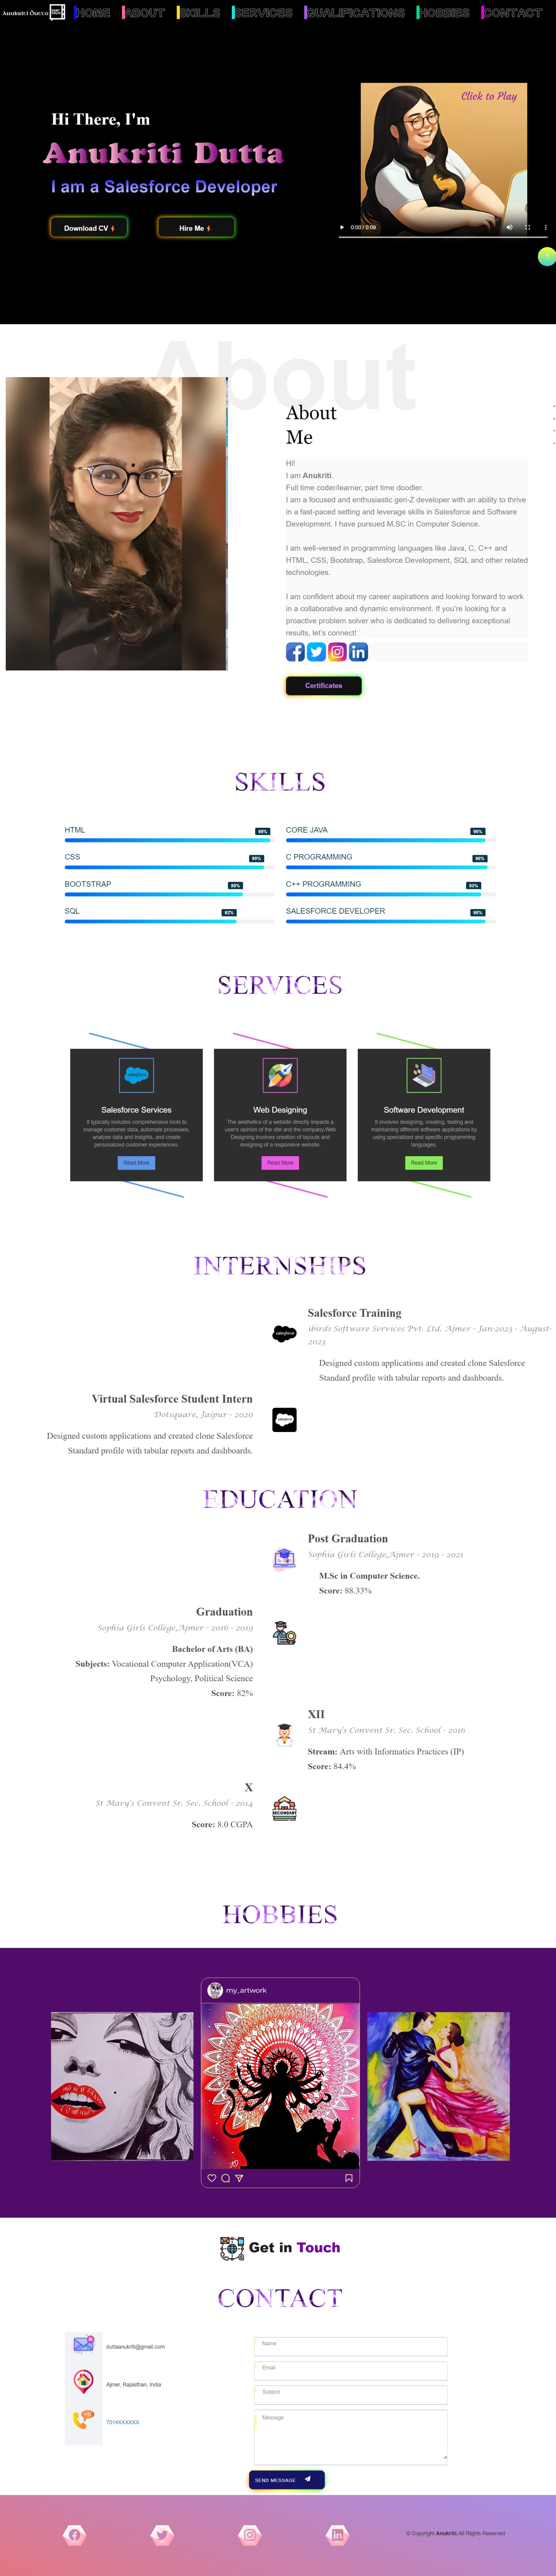 Anukriti Dutta
HOME ABOUT SKILLS SERVICES QUALIFICATIONS HOBBIES CONTACT
Click to Play
Hi There, I'm
Anukriti Dutta
I am a Salesforce Developer
Download CV
Hire Me
0:00 / 0:09
About
About
Me
Hi!
I am Anukriti.
Full time coder/learner, part time doodler.
I am a focused and enthusiastic gen-Z developer with an ability to thrive
in a fast-paced setting and leverage skills in Salesforce and Software
Development. I have pursued M.SC in Computer Science.
I am well-versed in programming languages like Java, C, C++ and
HTML, CSS, Bootstrap, Salesforce Development, SQL and other related
technologies.
I am confident about my career aspirations and looking forward to work
in a collaborative and dynamic environment. If you're looking for a
proactive problem solver who is dedicated to delivering exceptional
results, let's connect!
Certificates
SKILLS
HTML 98%
CSS 95%
BOOTSTRAP 85%
SQL 82%
CORE JAVA 95%
C PROGRAMMING 96%
C++ PROGRAMMING 93%
SALESFORCE DEVELOPER 95%
SERVICES
salesforce
Salesforce Services
It typically includes comprehensive tools to
manage customer data, automate processes,
analyse data and insights, and create
personalized customer experiences.
Read More
Web Designing
The aesthetics of a website directly impacts a
user's opinion of the site and the company.Web
Designing involves creation of layouts and
designing of a responsive website.
Read More
Software Development
It involves designing, creating, testing and
maintaining different software applications by
using specialized and specific programming
languages.
Read More
INTERNSHIPS
salesforce
Salesforce Training
ibirds Software Services Pvt. Ltd. Ajmer - Jan-2023 - August-
2023
Designed custom applications and created clone Salesforce
Standard profile with tabular reports and dashboards.
Virtual Salesforce Student Intern
Dotsquare, Jaipur - 2020
Designed custom applications and created clone Salesforce
Standard profile with tabular reports and dashboards.
salesforce
EDUCATION
Post Graduation
Sophia Girls College,Ajmer - 2019 - 2021
M.Sc in Computer Science.
Score: 88.33%
Graduation
Sophia Girls College,Ajmer - 2016 - 2019
Bachelor of Arts (BA)
Subjects: Vocational Computer Application(VCA)
Psychology, Political Science
Score: 82%
XII
St Mary's Convent Sr. Sec. School - 2016
Stream: Arts with Informatics Practices (IP)
Score: 84.4%
X
St Mary's Convent Sr. Sec. School - 2014
Score: 8.0 CGPA
SECONDARY
HOBBIES
my_artwork
Get in Touch
CONTACT
duttaanukriti@gmail.com
Ajmer, Rajasthan, India
7014XXXXXX
Name
Email
Subject
Message
SEND MESSAGE
© Copyright Anukriti; All Rights Reserved